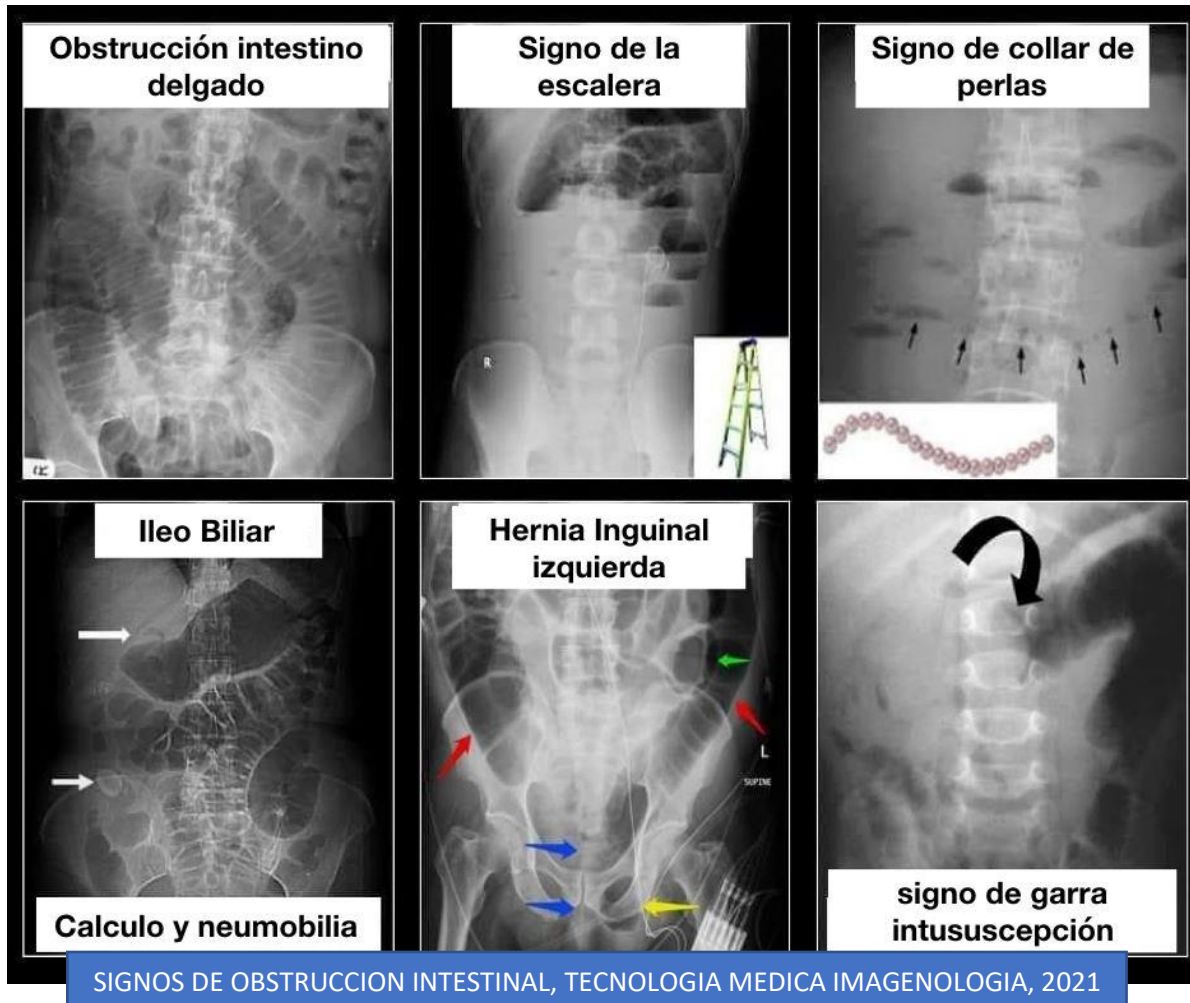 Obstrucción intestino
delgado
Signo de la
escalera
Signo de collar de
perlas
R
R
Ileo Biliar
Calculo y neumobilia
Hernia Inguinal
izquierda
L
SUPINE
signo de garra
intususcepción
SIGNOS DE OBSTRUCCION INTESTINAL, TECNOLOGIA MEDICA IMAGENOLOGIA, 2021